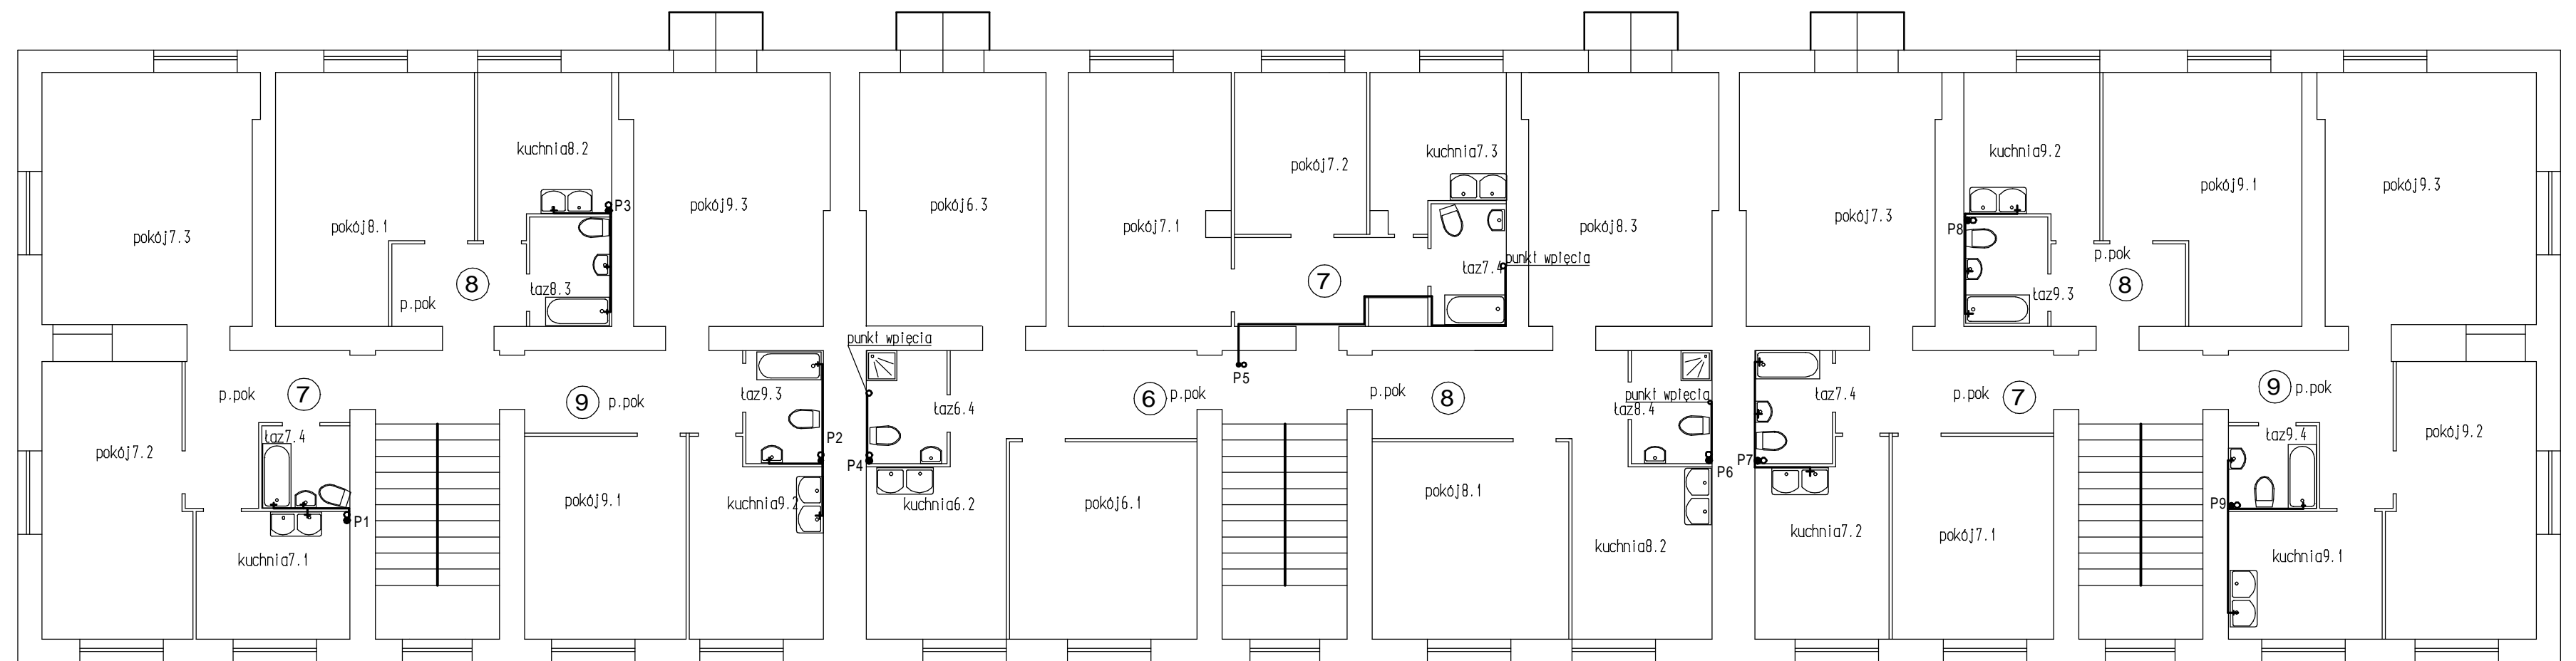 kuchnia8.2
kuchnia7.3
kuchnia9.2
pokój7.2
pokój9.1
pokój9.3
P3
pokój9.3
pokój6.3
pokój8.1
pokój7.1
pokój8.3
pokój7.3
P8
pokój7.3
p.pok
punkt wpięcia
łaz7.4
8
7
8
łaz8.3
łaz9.3
p.pok
punkt wpięcia
P5
7
p.pok
9
p.pok
łaz9.3
łaz6.4
6
p.pok
p.pok
8
punkt wpięcia
łaz8.4
łaz7.4
p.pok
7
9
p.pok
łaz7.4
P2
łaz9.4
pokój9.2
pokój7.2
P4
P7
P6
pokój9.1
kuchnia9.2
kuchnia6.2
pokój6.1
pokój8.1
P9
P1
kuchnia7.2
pokój7.1
kuchnia7.1
kuchnia8.2
kuchnia9.1